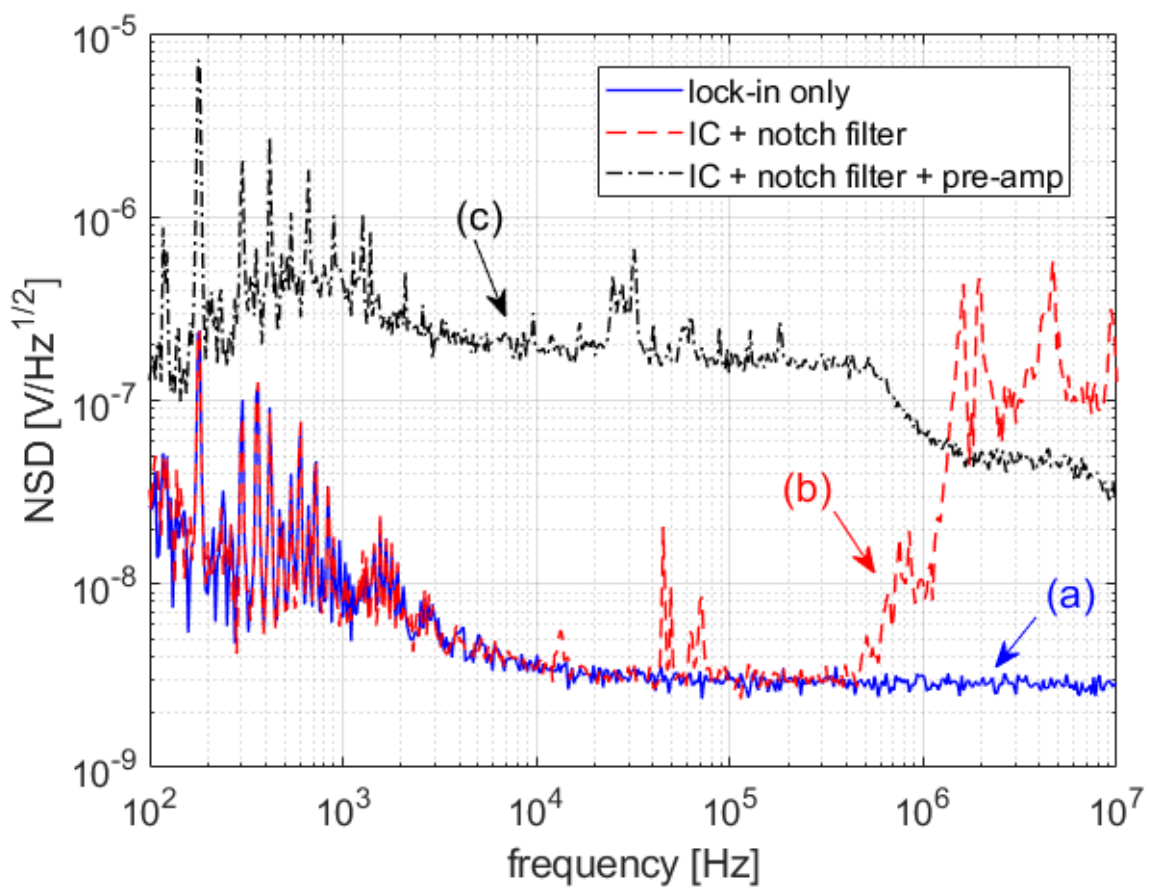 10^-5
10^-6
10^-7
10^-8
10^-9
NSD [V/Hz^1/2]
lock-in only
IC + notch filter
IC + notch filter + pre-amp
(c)
(b)
(a)
10^2 10^3 10^4 10^5 10^6 10^7
frequency [Hz]